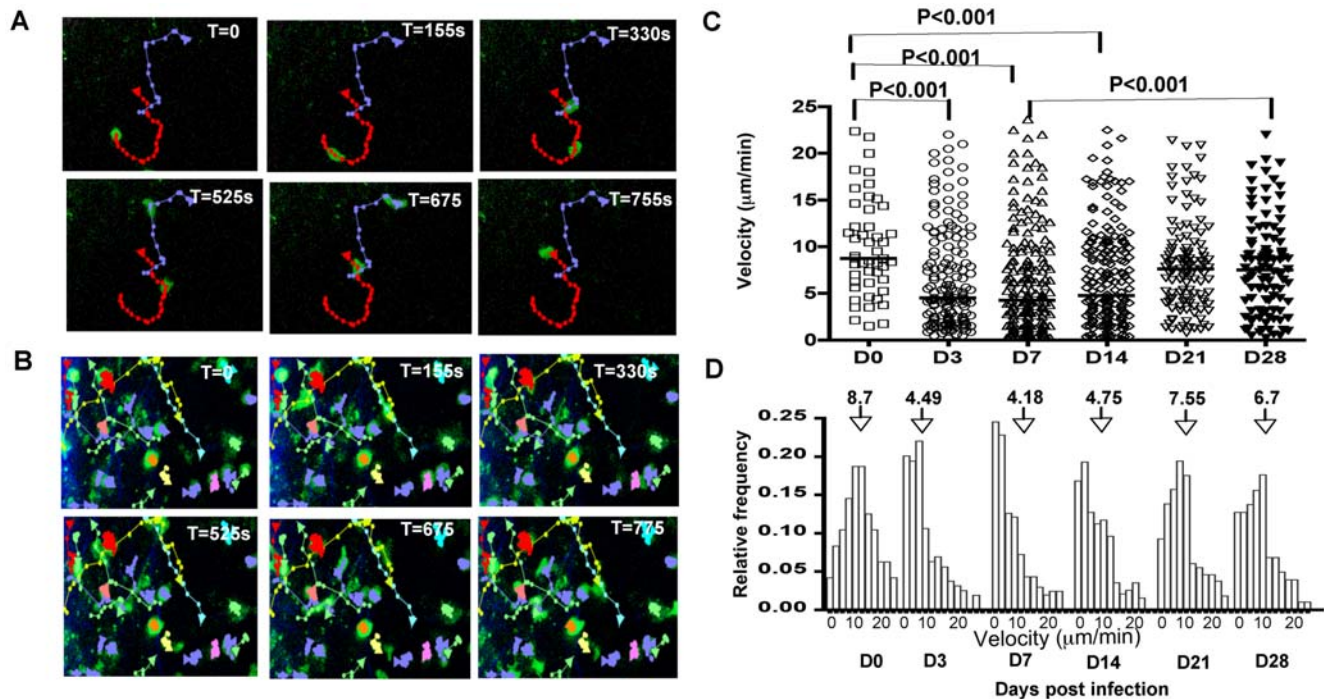 A
T=0
T=155s
T=330s
T=525s
T=675
T=755s
B
T=0
T=155s
T=330s
T=525s
T=675
T=775
C
P<0.001
P<0.001
P<0.001
P<0.001
Velocity (µm/min)
25
20
15
10
5
0
D0 D3 D7 D14 D21 D28
D
8.7 4.49 4.18 4.75 7.55 6.7
Relative frequency
0.25
0.20
0.15
0.10
0.05
0.00
0 10 20 0 10 20 0 10 20 0 10 20 0 10 20 0 10 20
Velocity (µm/min)
D0 D3 D7 D14 D21 D28
Days post infection